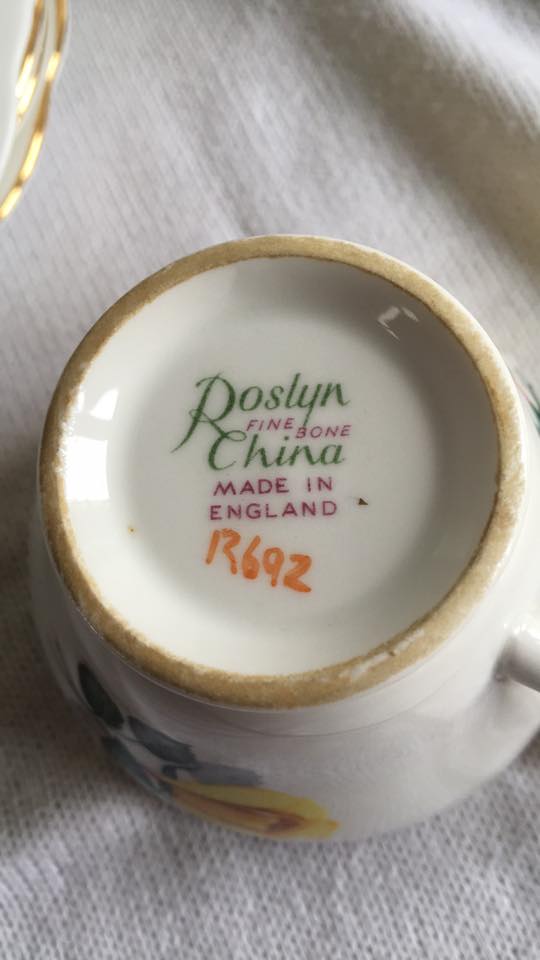 Roslyn
FINE BONE
China
MADE IN
ENGLAND
R692